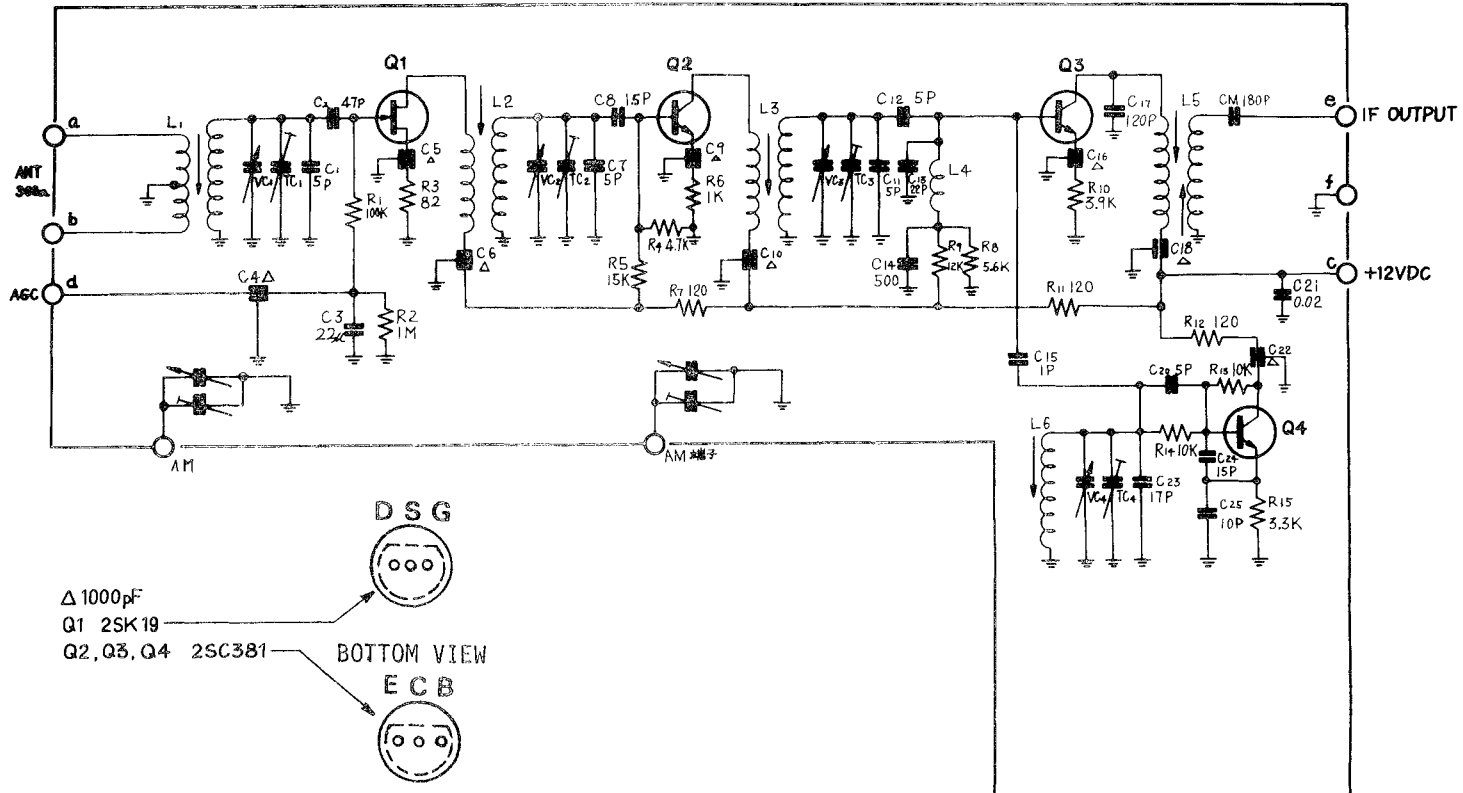 Q1
Q2
Q3
a
L1
C2 47P
L2
C8 1.5P
L3
C12 5P
C17
120P
L5
CM 180P
e
IF OUTPUT
ANT
C5
Δ
R3
82
VC1
TC1
C1
5P
R1
100K
VC2
TC2
C7
5P
C9
Δ
R6
1K
VC3
TC3
C11
5P
C13
22P
L4
C16
Δ
R10
3.9K
f
b
C6
Δ
R4 4.7K
R5
15K
C10
Δ
C14
500
R9
12K
R8
5.6K
C18
Δ
c
+12VDC
AGC
d
C4 Δ
R7 120
R11 120
C21
0.02
C3
R2
1M
R12 120
C22
Δ
C15
1P
C20 5P
R13 10K
L6
R14 10K
Q4
VC4
TC4
C23
17P
C24
15P
C25
10P
R15
3.3K
AM
AM 端子
D S G
Δ 1000pF
Q1 2SK19
Q2, Q3, Q4 2SC381
BOTTOM VIEW
E C B